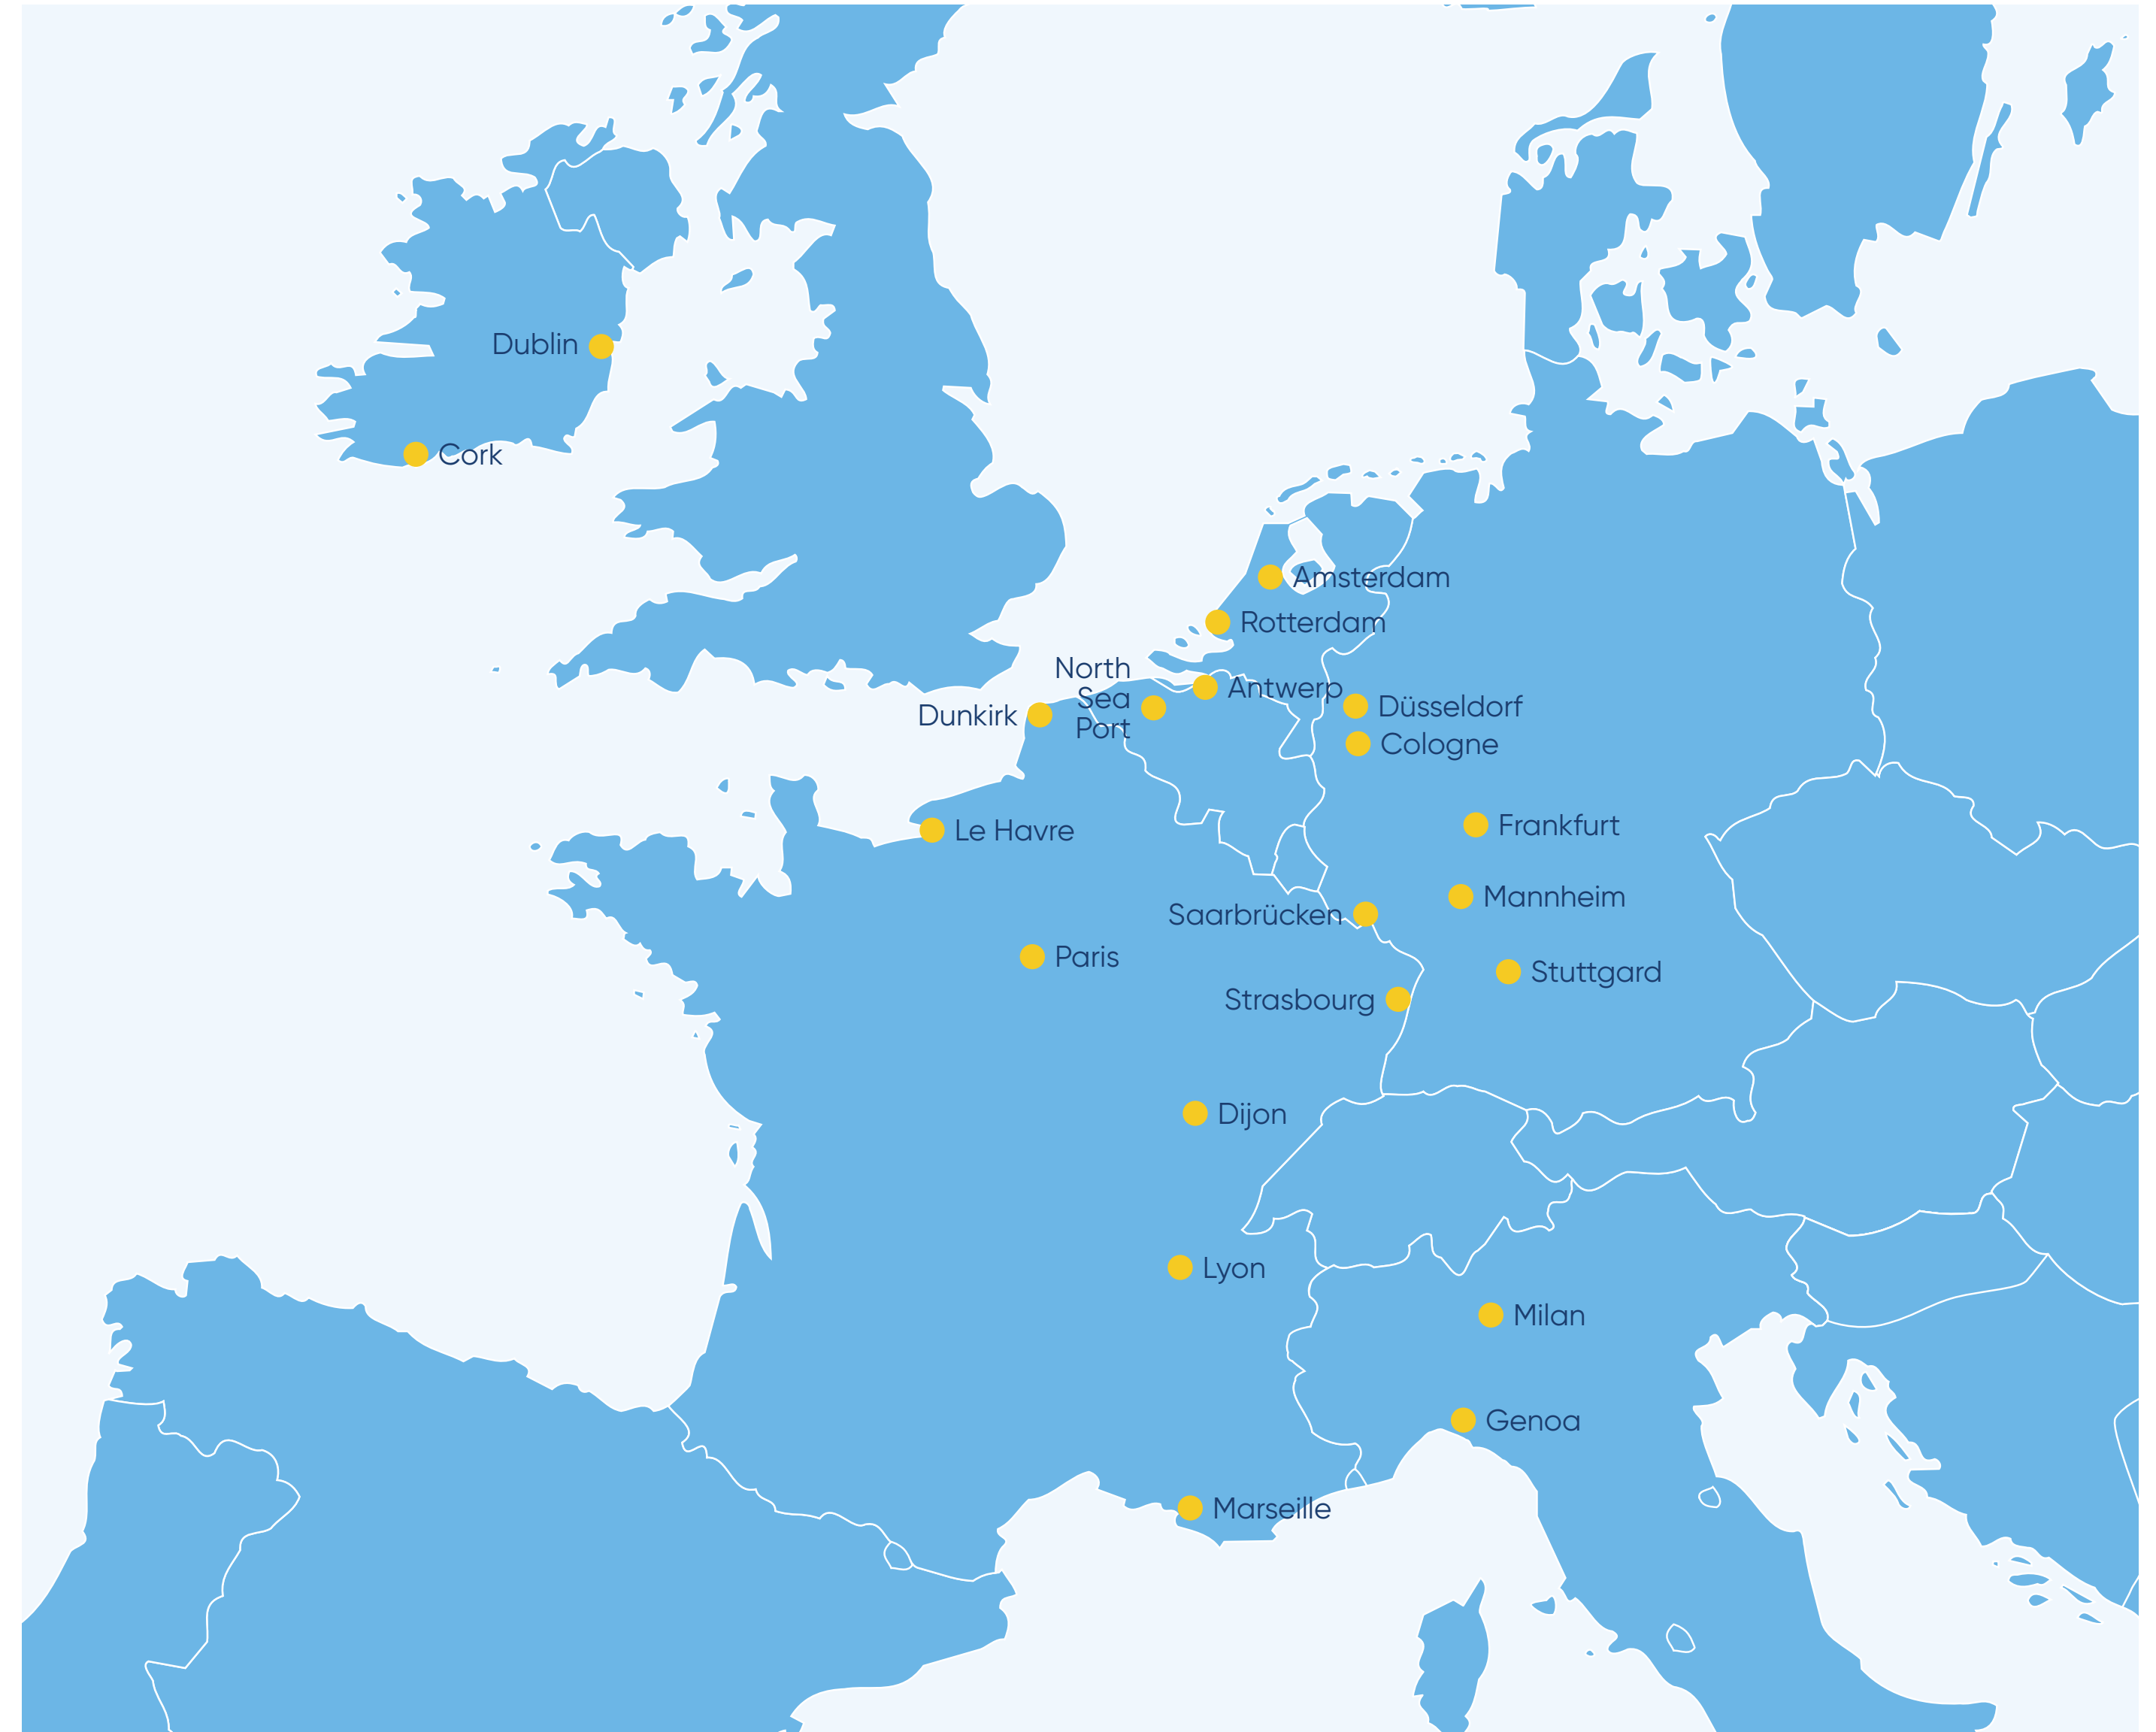 Dublin
Cork
Amsterdam
Rotterdam
North
Sea
Port
Antwerp
Dunkirk
Düsseldorf
Cologne
Le Havre
Frankfurt
Mannheim
Saarbrücken
Paris
Stuttgard
Strasbourg
Dijon
Lyon
Milan
Genoa
Marseille